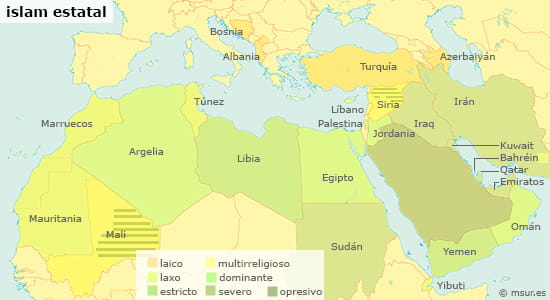 islam estatal
Bosnia
Albania
Turquía
Azerbaiyán
Marruecos
Túnez
Líbano
Siria
Palestina
Irán
Iraq
Jordania
Argelia
Libia
Egipto
Kuwait
Bahréin
Qatar
Emiratos
Mauritania
Mali
Sudán
Omán
Yemen
Yibuti
laico
multirreligioso
laxo
dominante
estricto
severo
opresivo
© msur.es